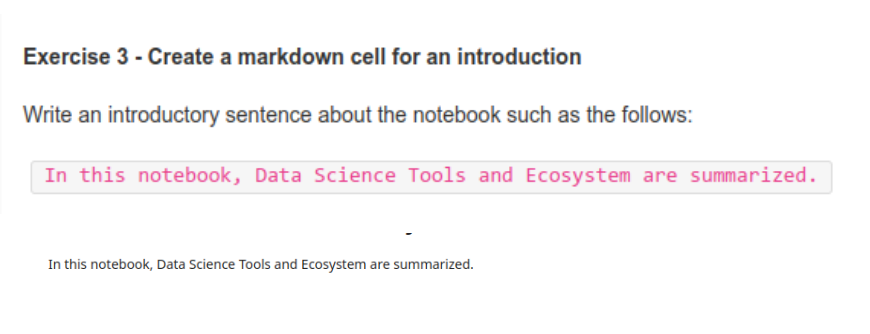 Exercise 3 - Create a markdown cell for an introduction
Write an introductory sentence about the notebook such as the follows:
In this notebook, Data Science Tools and Ecosystem are summarized.
-
In this notebook, Data Science Tools and Ecosystem are summarized.